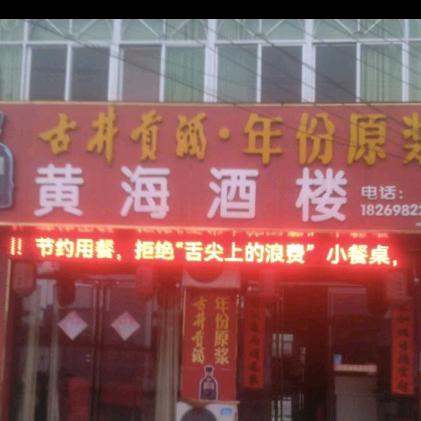 古井贡酒·年份原浆
黄海酒楼
电话：
1826982
!! 节约用餐，拒绝"舌尖上的浪费" 小餐桌，
年份原浆
古井贡酒